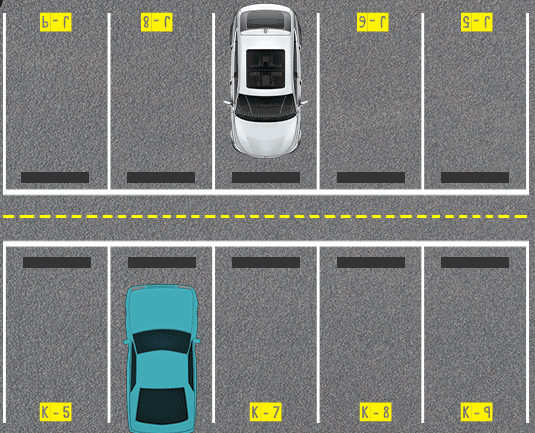 J - 9
J - 8
J - 6
J - 5
K - 5
K - 7
K - 8
K - 9